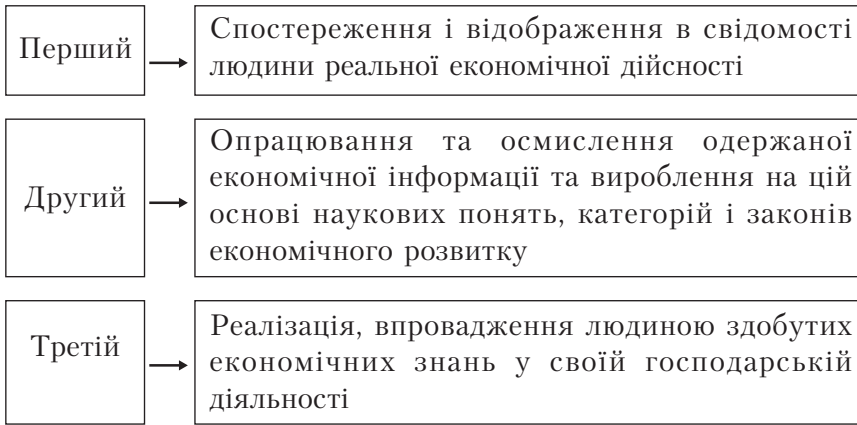 Перший
Спостереження і відображення в свідомості
людини реальної економічної дійсності
Другий
Опрацювання та осмислення одержаної
економічної інформації та вироблення на цій
основі наукових понять, категорій і законів
економічного розвитку
Третій
Реалізація, впровадження людиною здобутих
економічних знань у своїй господарській
діяльності